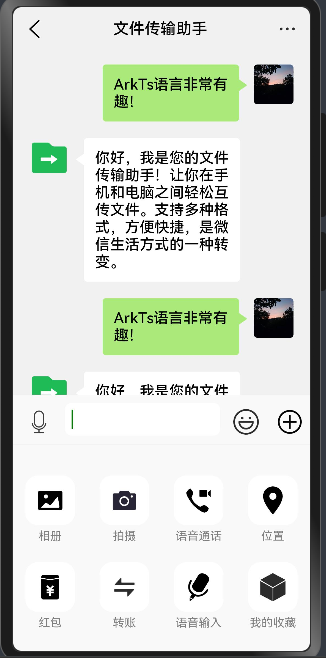 文件传输助手
ArkTs语言非常有
趣!
你好，我是您的文件
传输助手！让你在手
机和电脑之间轻松互
传文件。支持多种格
式，方便快捷，是微
信生活方式的一种转
变。
ArkTs语言非常有
趣!
你好，我是您的文件
相册 拍摄 语音通话 位置
红包 转账 语音输入 我的收藏